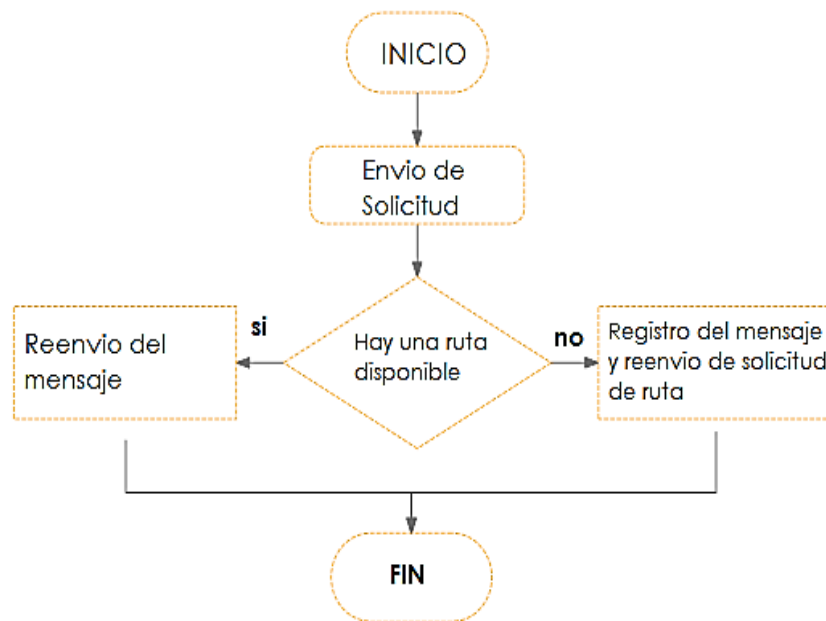 INICIO
Envio de
Solicitud
si
Hay una ruta
disponible
no
Reenvio del
mensaje
Registro del mensaje
y reenvio de solicitud
de ruta
FIN